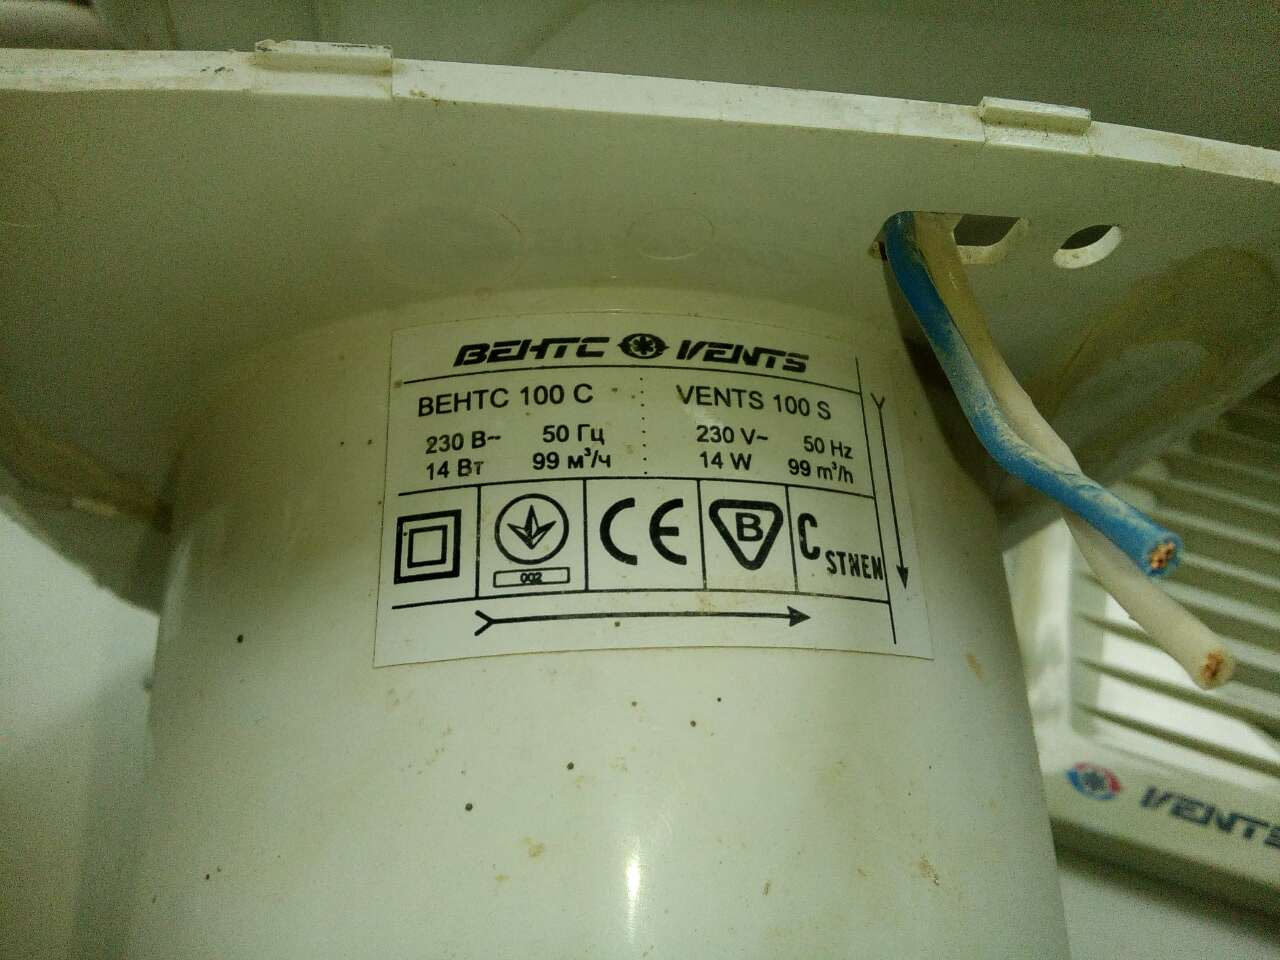 ВЕНТС VENTS
ВЕНТС 100 С VENTS 100 S
230 В~ 50 Гц 230 V~ 50 Hz
14 Вт 99 м³/ч 14 W 99 m³/h
002
CE
B
C STNEN
VENTS